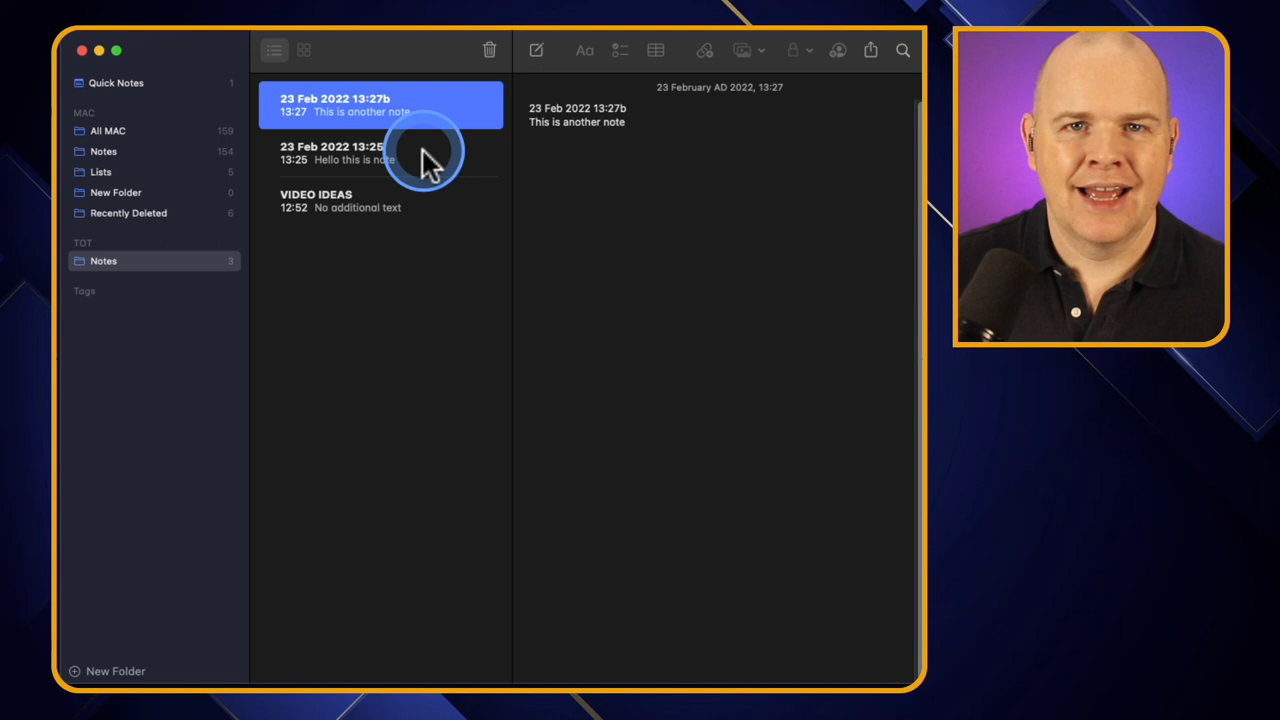 Quick Notes 1
MAC
All MAC 159
Notes 154
Lists 5
New Folder 0
Recently Deleted 6
TOT
Notes 3
Tags
New Folder
23 Feb 2022 13:27b
13:27 This is another note
23 Feb 2022 13:25
13:25 Hello this is note
VIDEO IDEAS
12:52 No additional text
Aa
23 February AD 2022, 13:27
23 Feb 2022 13:27b
This is another note